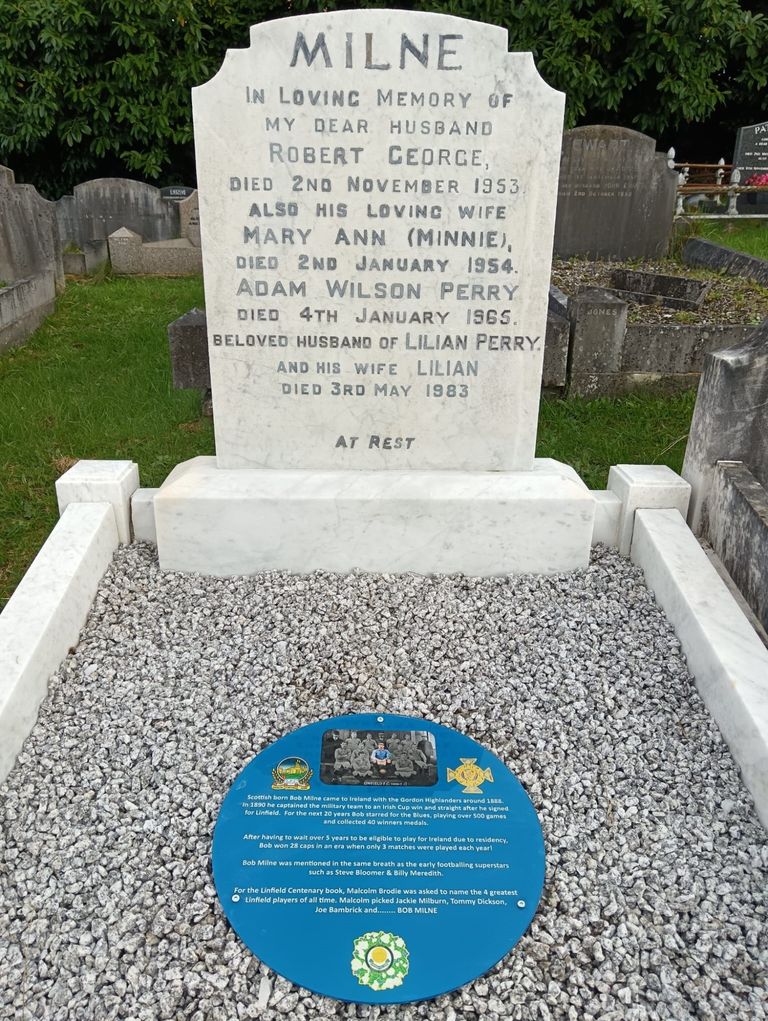 MILNE
IN LOVING MEMORY OF
MY DEAR HUSBAND
ROBERT GEORGE,
DIED 2ND NOVEMBER 1953.
ALSO HIS LOVING WIFE
MARY ANN (MINNIE),
DIED 2ND JANUARY 1954.
ADAM WILSON PERRY
DIED 4TH JANUARY 1965.
BELOVED HUSBAND OF LILIAN PERRY.
AND HIS WIFE LILIAN
DIED 3RD MAY 1983
AT REST
JONES
Scottish born Bob Milne came to Ireland with the Gordon Highlanders around 1888.
In 1890 he captained the military team to an Irish Cup win and straight after he signed
for Linfield. For the next 20 years Bob starred for the Blues, playing over 500 games
and collected 40 winners medals.
After having to wait over 5 years to be eligible to play for Ireland due to residency,
Bob won 28 caps in an era when only 3 matches were played each year!
Bob Milne was mentioned in the same breath as the early footballing superstars
such as Steve Bloomer & Billy Meredith.
For the Linfield Centenary book, Malcolm Brodie was asked to name the 4 greatest
Linfield players of all time. Malcolm picked Jackie Milburn, Tommy Dickson,
Joe Bambrick and........ BOB MILNE